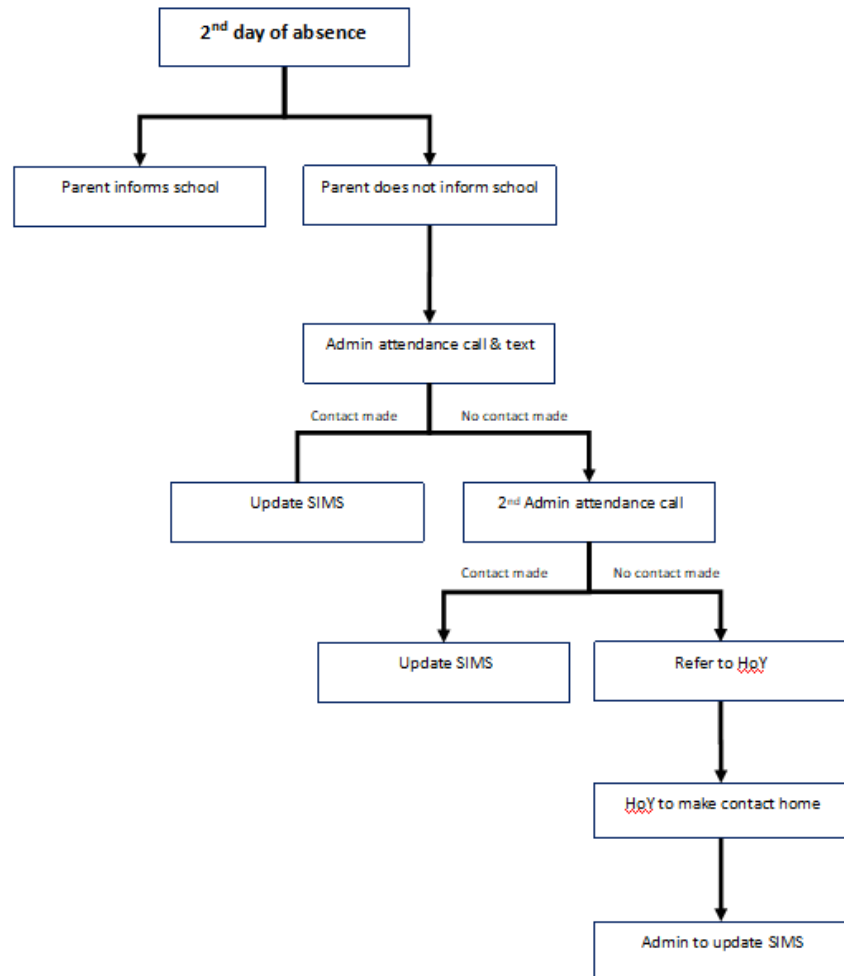 2nd day of absence
Parent informs school
Parent does not inform school
Admin attendance call & text
Contact made
No contact made
Update SIMS
2nd Admin attendance call
Contact made
No contact made
Update SIMS
Refer to HoY
HoY to make contact home
Admin to update SIMS